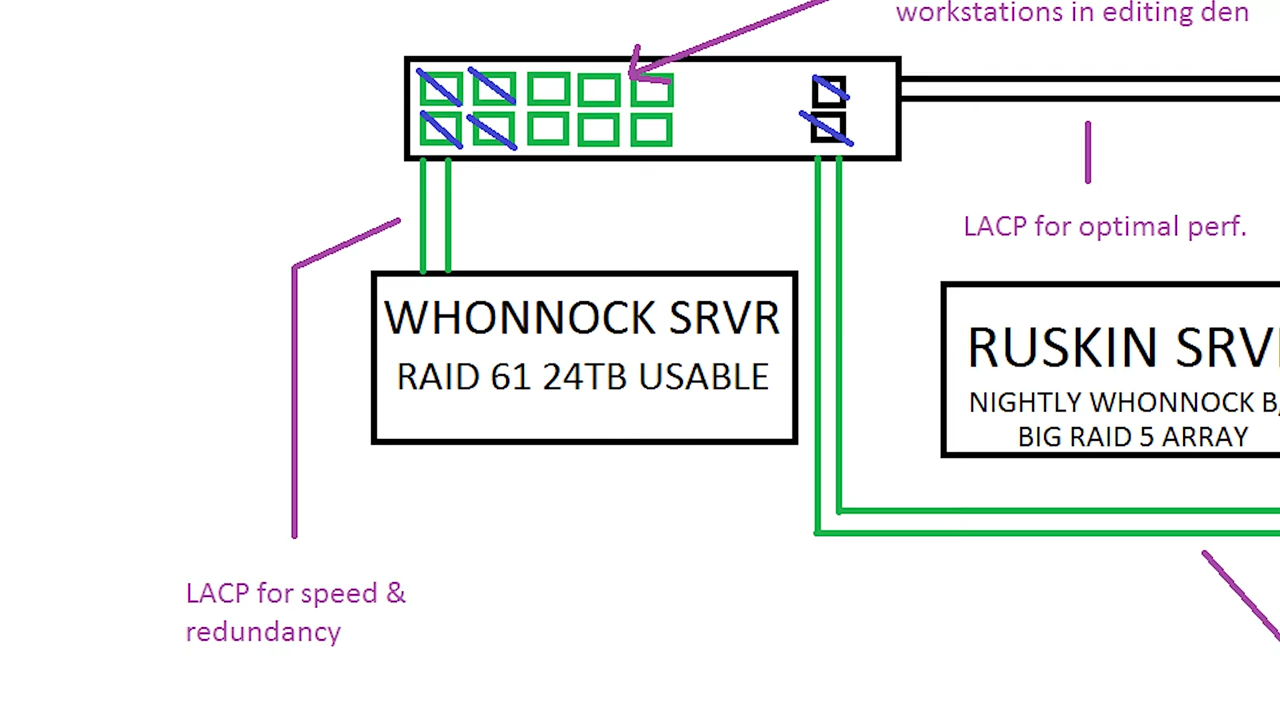 workstations in editing den
LACP for optimal perf.
WHONNOCK SRVR
RAID 61 24TB USABLE
RUSKIN
NIGHTLY WHONNOCK
BIG RAID 5 ARRAY
LACP for speed &
redundancy